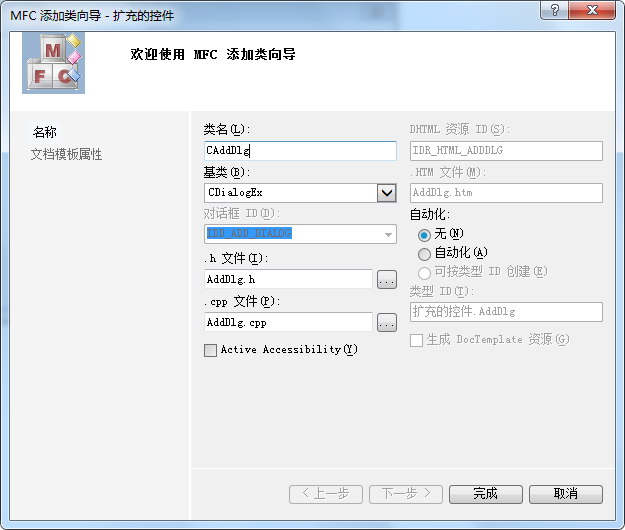 MFC 添加类向导 - 扩充的控件
MFC
欢迎使用 MFC 添加类向导
名称
文档模板属性
类名(L):
CAddDlg
基类(B):
CDialogEx
对话框 ID(D):
IDD_ADD_DIALOG
.h 文件(I):
AddDlg.h
...
.cpp 文件(P):
AddDlg.cpp
...
Active Accessibility(Y)
DHTML 资源 ID(S):
IDR_HTML_ADDDLG
.HTM 文件(M):
AddDlg.htm
自动化:
无(N)
自动化(A)
可按类型 ID 创建(E)
类型 ID(T):
扩充的控件.AddDlg
生成 DocTemplate 资源(G)
< 上一步
下一步 >
完成
取消